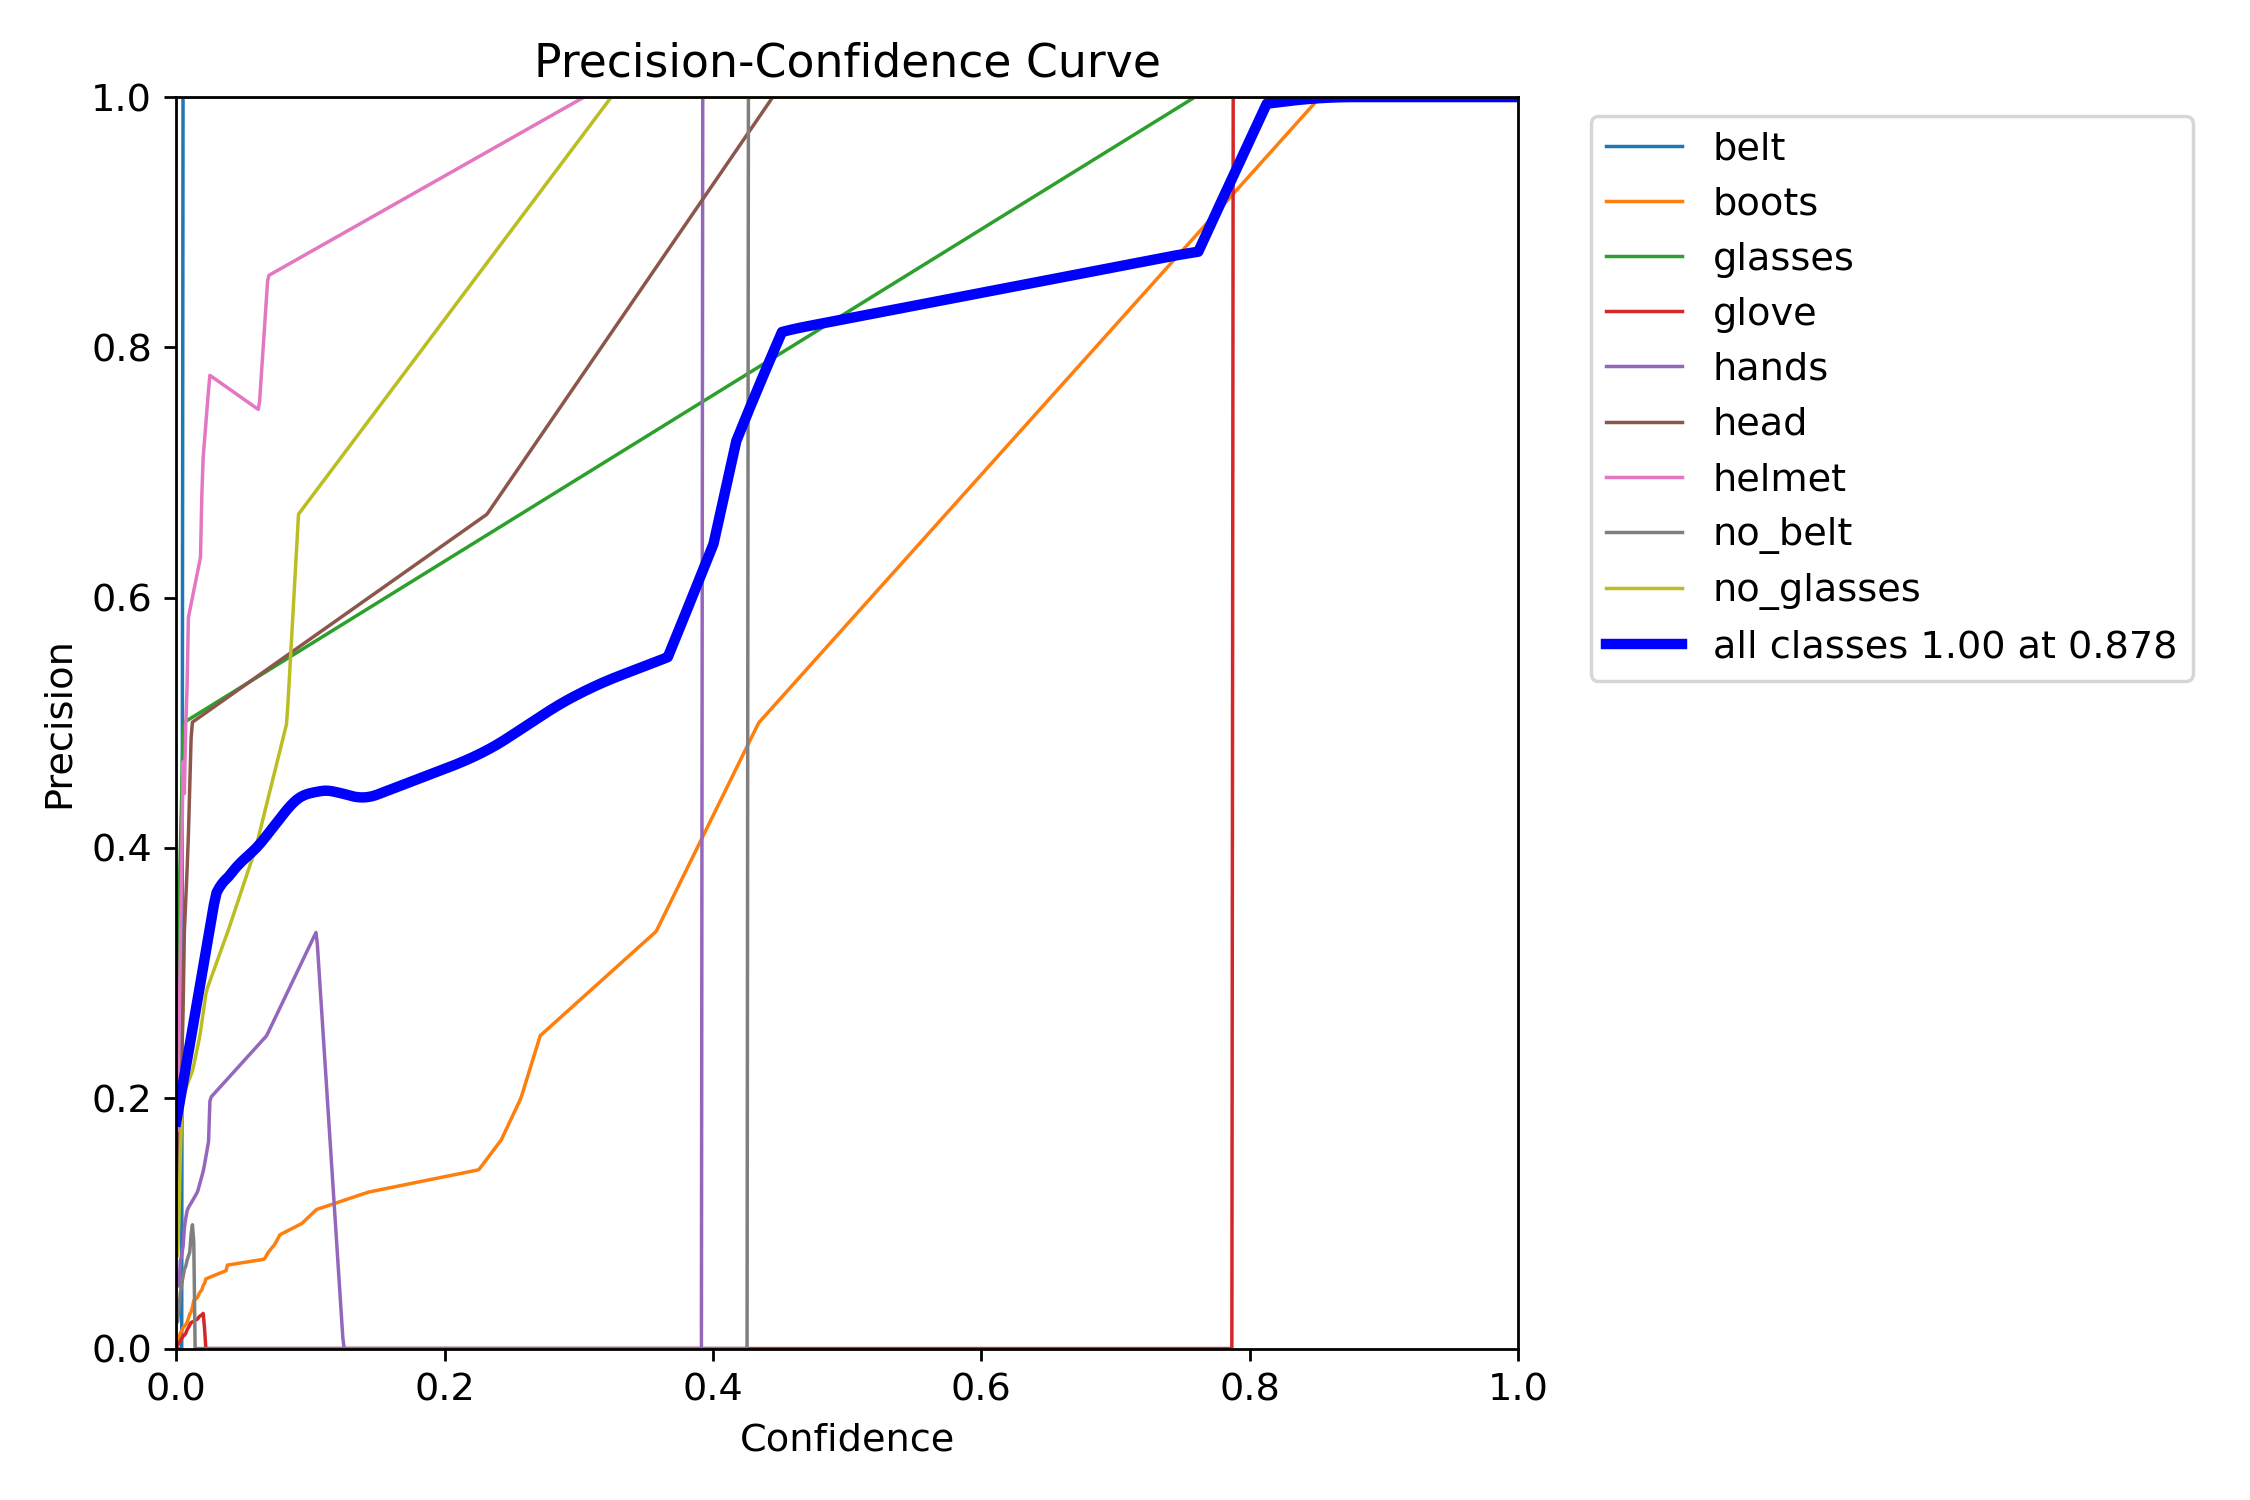 Precision-Confidence Curve
1.0
0.8
0.6
0.4
0.2
0.0
Precision
0.0 0.2 0.4 0.6 0.8 1.0
Confidence
belt
boots
glasses
glove
hands
head
helmet
no_belt
no_glasses
all classes 1.00 at 0.878